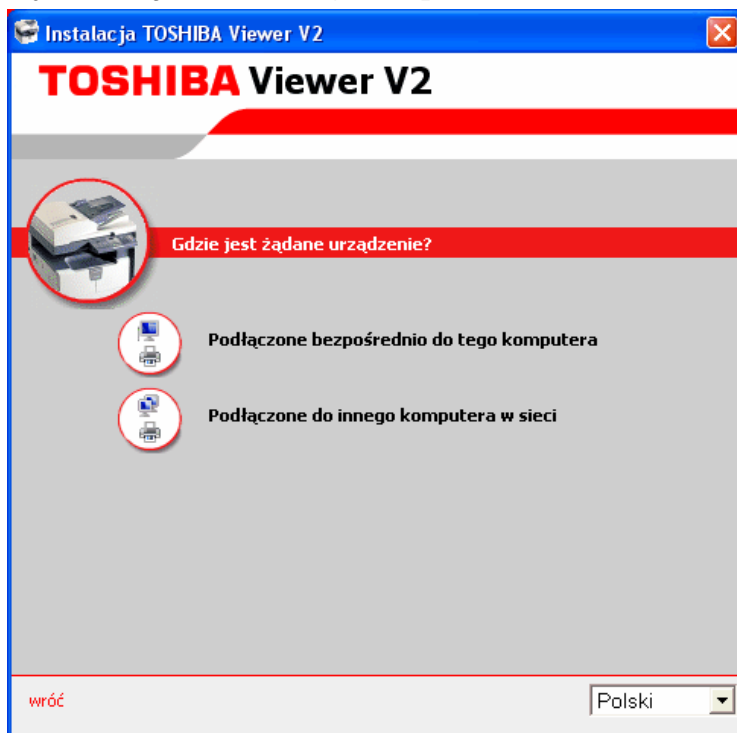 Instalacja TOSHIBA Viewer V2
TOSHIBA Viewer V2
Gdzie jest żądane urządzenie?
Podłączone bezpośrednio do tego komputera
Podłączone do innego komputera w sieci
wróć
Polski